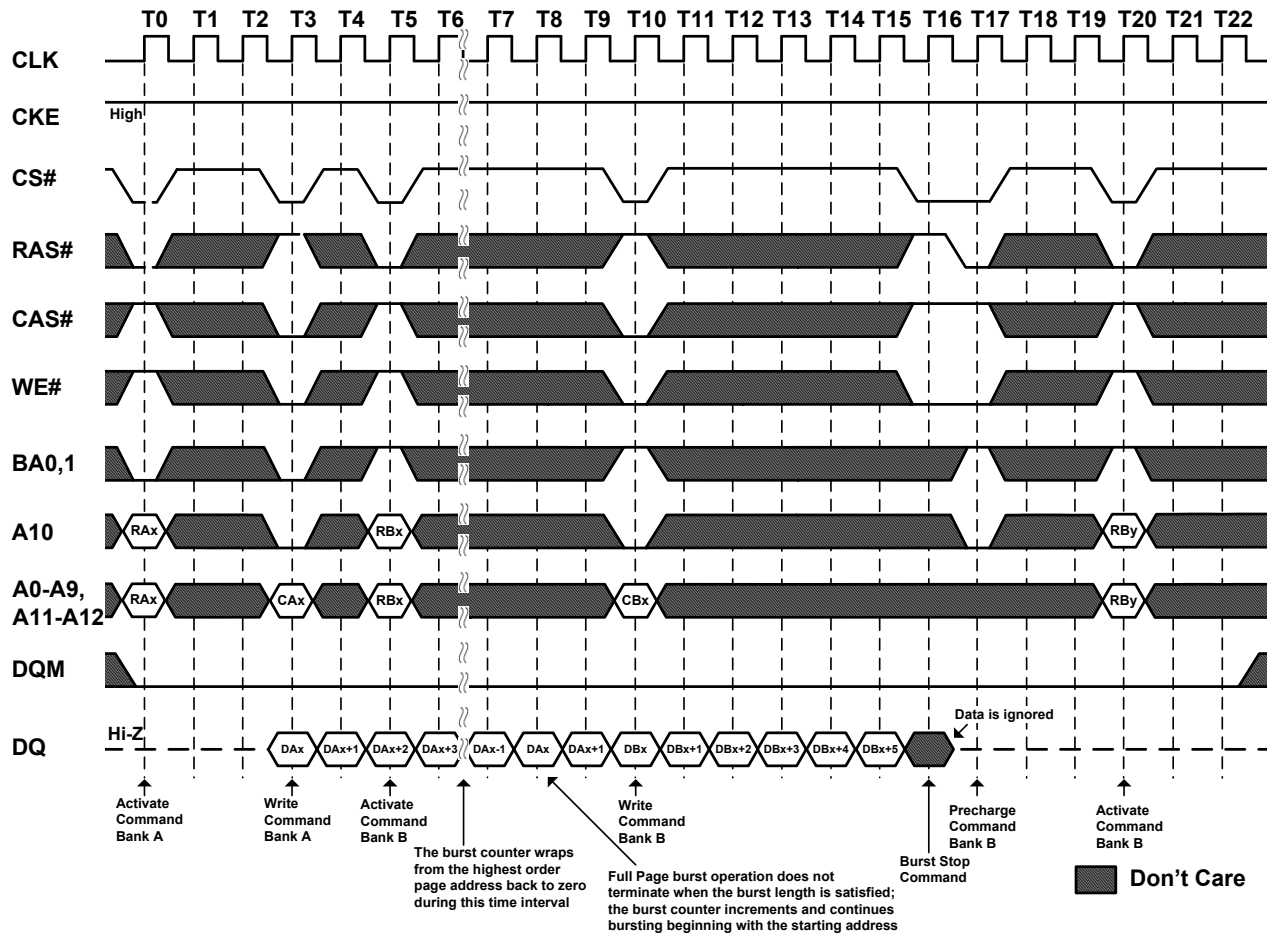 T0 T1 T2 T3 T4 T5 T6 T7 T8 T9 T10 T11 T12 T13 T14 T15 T16 T17 T18 T19 T20 T21 T22
CLK
CKE
High
CS#
RAS#
CAS#
WE#
BA0,1
A10
RAx RBx RBy
A0-A9,
A11-A12
RAx CAx RBx CBx RBy
DQM
DQ
Hi-Z
DAx DAx+1 DAx+2 DAx+3 DAx-1 DAx DAx+1 DBx DBx+1 DBx+2 DBx+3 DBx+4 DBx+5
Data is ignored
Activate
Command
Bank A
Write
Command
Bank A
Activate
Command
Bank B
The burst counter wraps
from the highest order
page address back to zero
during this time interval
Full Page burst operation does not
terminate when the burst length is satisfied;
the burst counter increments and continues
bursting beginning with the starting address
Write
Command
Bank B
Burst Stop
Command
Precharge
Command
Bank B
Activate
Command
Bank B
Don't Care